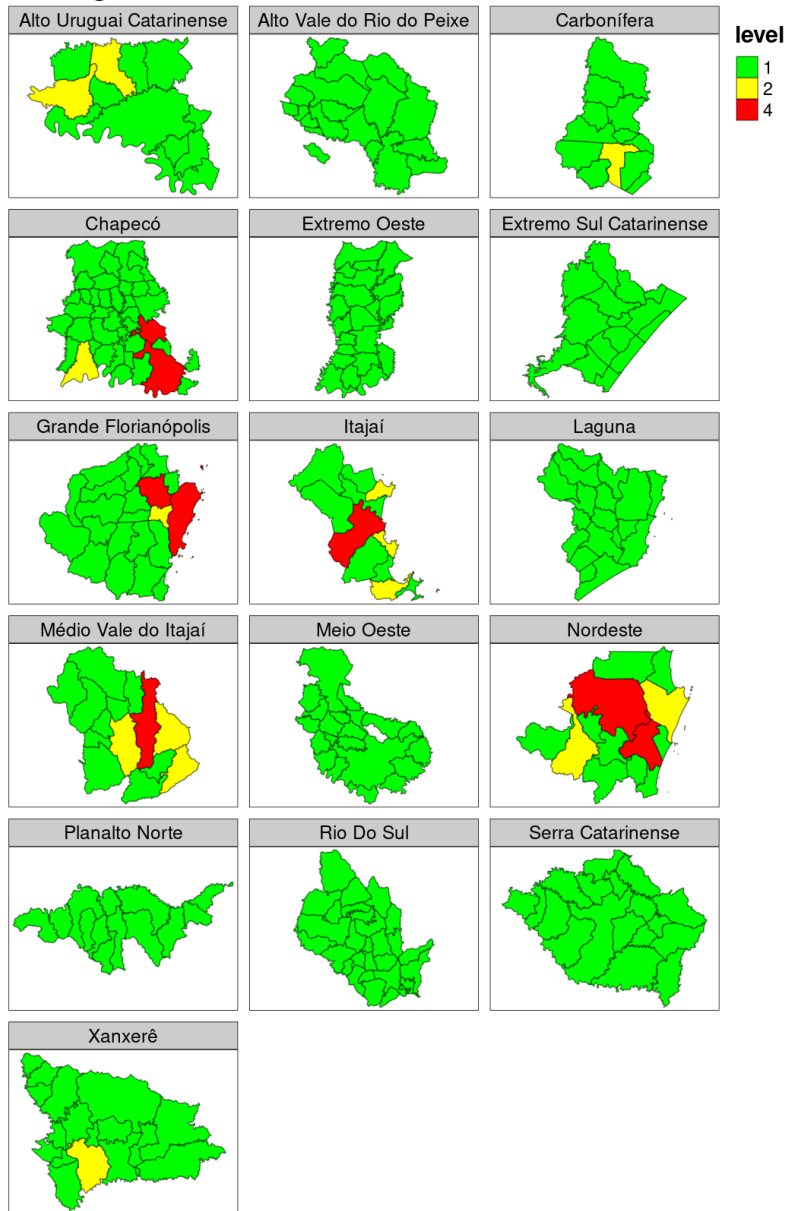 Alto Uruguai Catarinense
Alto Vale do Rio do Peixe
Carbonífera
level
1
2
4
Chapecó
Extremo Oeste
Extremo Sul Catarinense
Grande Florianópolis
Itajaí
Laguna
Médio Vale do Itajaí
Meio Oeste
Nordeste
Planalto Norte
Rio Do Sul
Serra Catarinense
Xanxerê